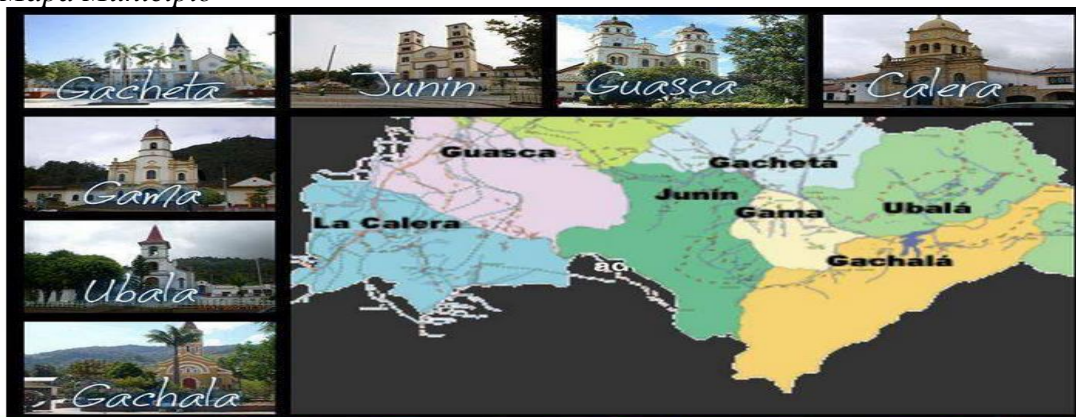 Mapa Municipio
Gacheta
Junin
Guasca
Calera
Gama
Ubala
Gachala
Guasca
Gachetá
Junín
Gama
Ubalá
La Calera
Gachalá